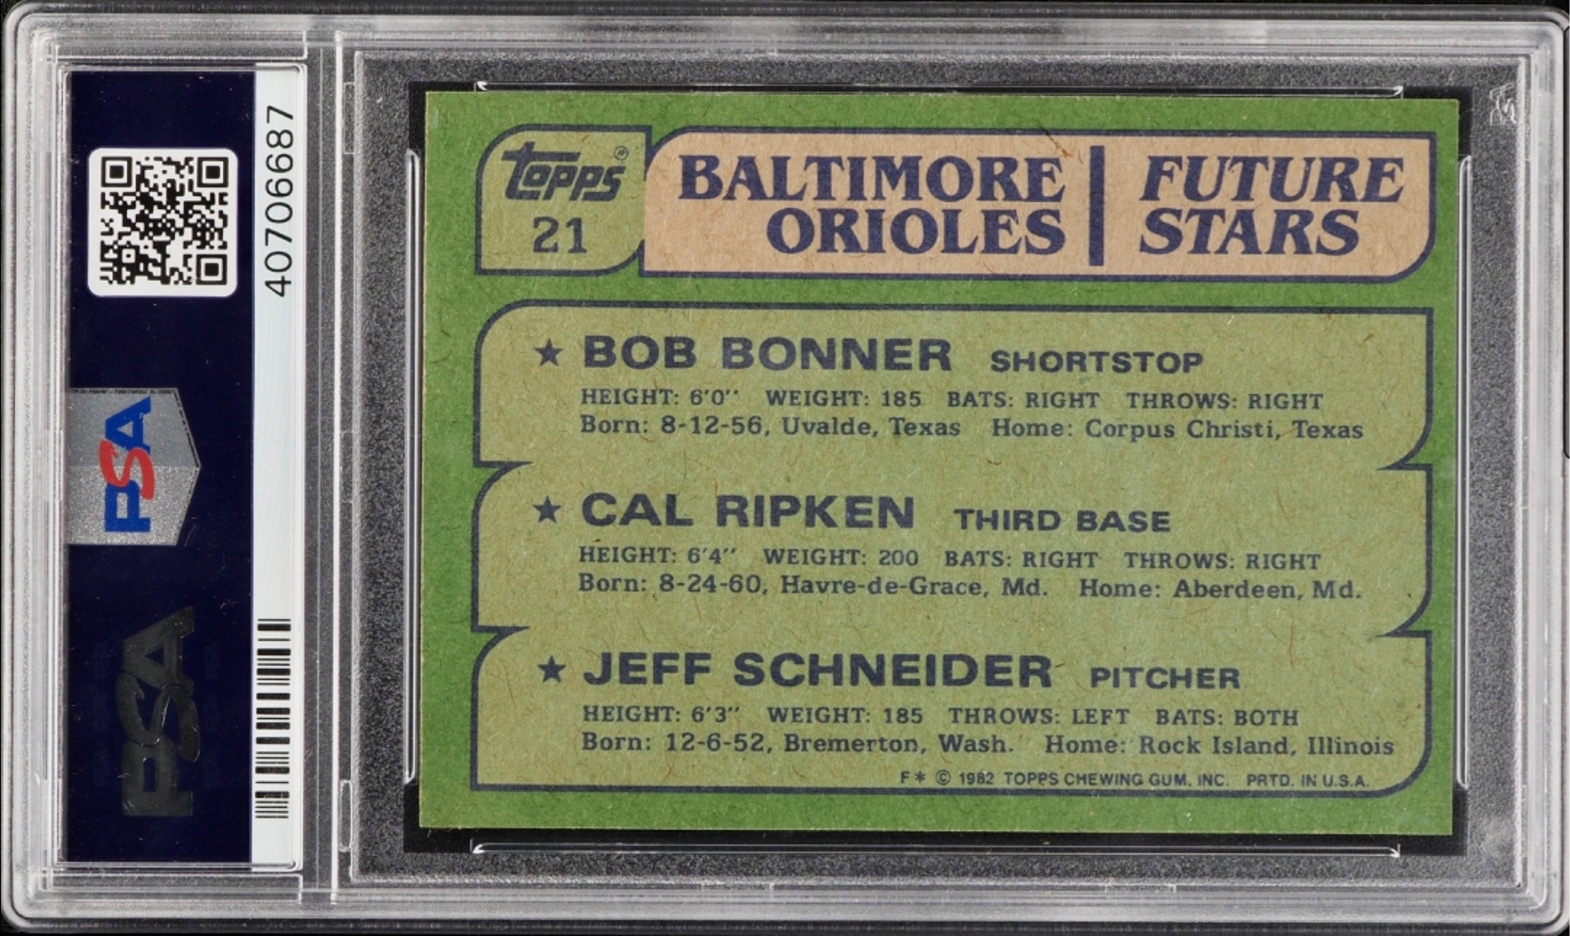 40706687
PSA
PSA
topps®
21
BALTIMORE ORIOLES
FUTURE STARS
★ BOB BONNER SHORTSTOP
HEIGHT: 6'0" WEIGHT: 185 BATS: RIGHT THROWS: RIGHT
Born: 8-12-56, Uvalde, Texas Home: Corpus Christi, Texas
★ CAL RIPKEN THIRD BASE
HEIGHT: 6'4" WEIGHT: 200 BATS: RIGHT THROWS: RIGHT
Born: 8-24-60, Havre-de-Grace, Md. Home: Aberdeen, Md.
★ JEFF SCHNEIDER PITCHER
HEIGHT: 6'3" WEIGHT: 185 THROWS: LEFT BATS: BOTH
Born: 12-6-52, Bremerton, Wash. Home: Rock Island, Illinois
F* © 1982 TOPPS CHEWING GUM, INC. PRTD. IN U.S.A.